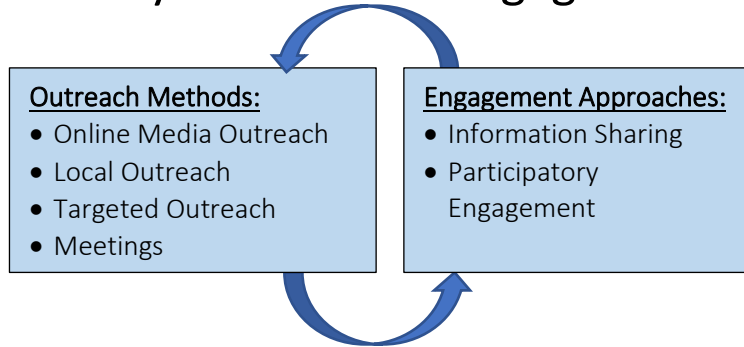 Outreach Methods:
• Online Media Outreach
• Local Outreach
• Targeted Outreach
• Meetings
Engagement Approaches:
• Information Sharing
• Participatory
Engagement